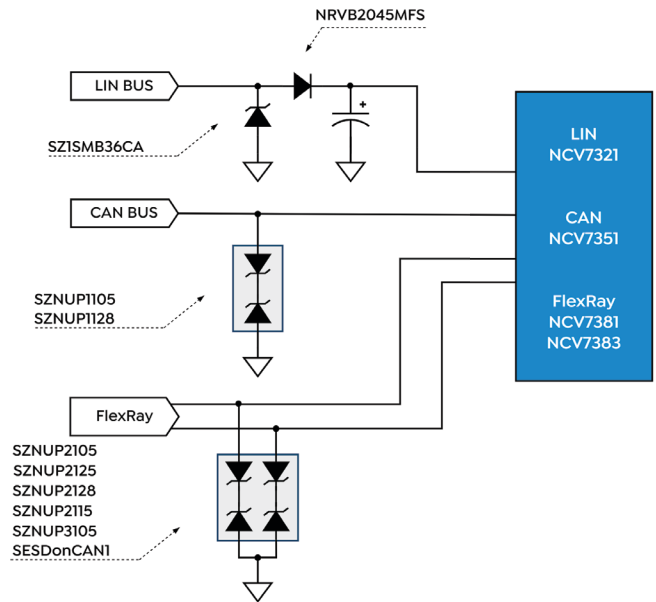 NRVB2045MFS
LIN BUS
+
SZ1SMB36CA
LIN
NCV7321
CAN BUS
CAN
NCV7351
SZNUP1105
SZNUP1128
FlexRay
NCV7381
NCV7383
FlexRay
SZNUP2105
SZNUP2125
SZNUP2128
SZNUP2115
SZNUP3105
SESDonCAN1